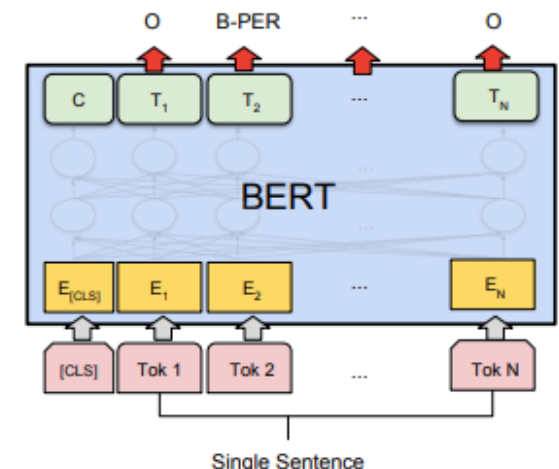 O B-PER ... O
C T1 T2 ... TN
...
BERT
...
E[CLS] E1 E2 ... EN
[CLS] Tok 1 Tok 2 ... Tok N
Single Sentence